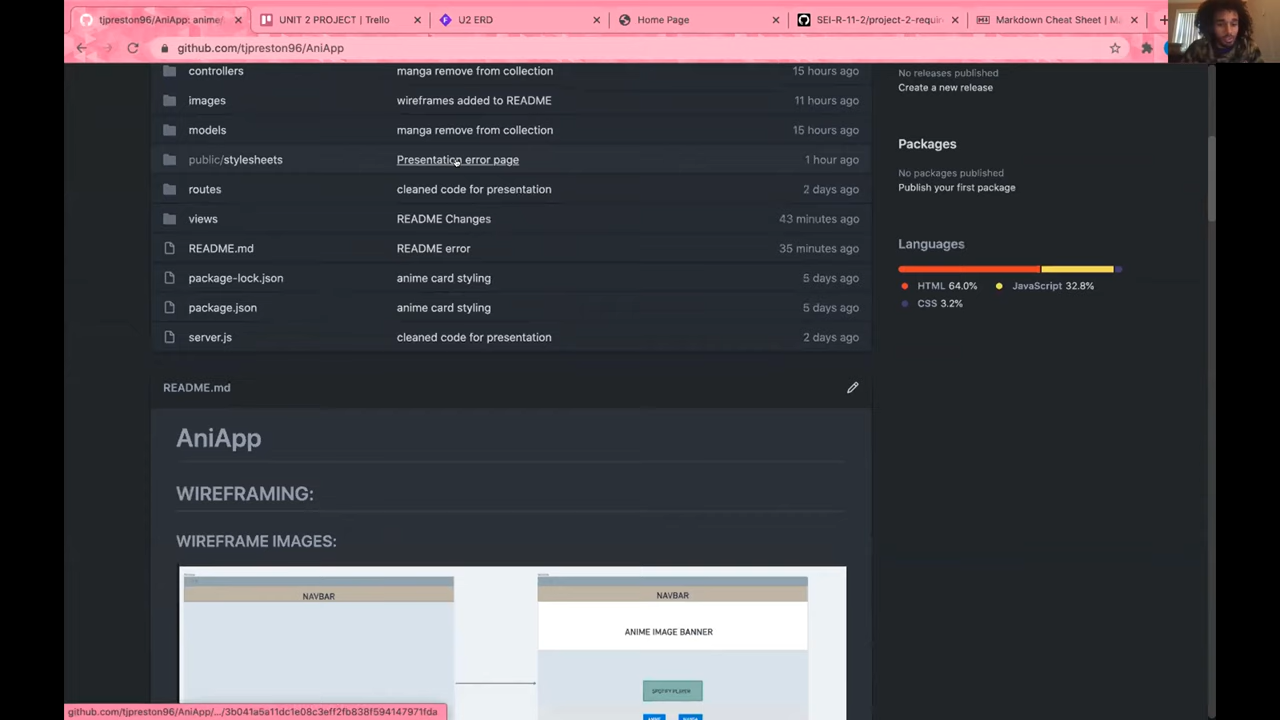 tjpreston96/AniApp: anime/
UNIT 2 PROJECT | Trello
U2 ERD
Home Page
SEI-R-11-2/project-2-requir
Markdown Cheat Sheet | Ma
github.com/tjpreston96/AniApp
controllers manga remove from collection 15 hours ago
images wireframes added to README 11 hours ago
models manga remove from collection 15 hours ago
public/stylesheets Presentation error page 1 hour ago
routes cleaned code for presentation 2 days ago
views README Changes 43 minutes ago
README.md README error 35 minutes ago
package-lock.json anime card styling 5 days ago
package.json anime card styling 5 days ago
server.js cleaned code for presentation 2 days ago
No releases published
Create a new release
Packages
No packages published
Publish your first package
Languages
HTML 64.0% JavaScript 32.8%
CSS 3.2%
README.md
AniApp
WIREFRAMING:
WIREFRAME IMAGES:
NAVBAR
NAVBAR
ANIME IMAGE BANNER
SPOTIFY PLAYER
ANIME MANGA
github.com/tjpreston96/AniApp/.../3b041a5a11dc1e08c3eff2fb838f594147971fda